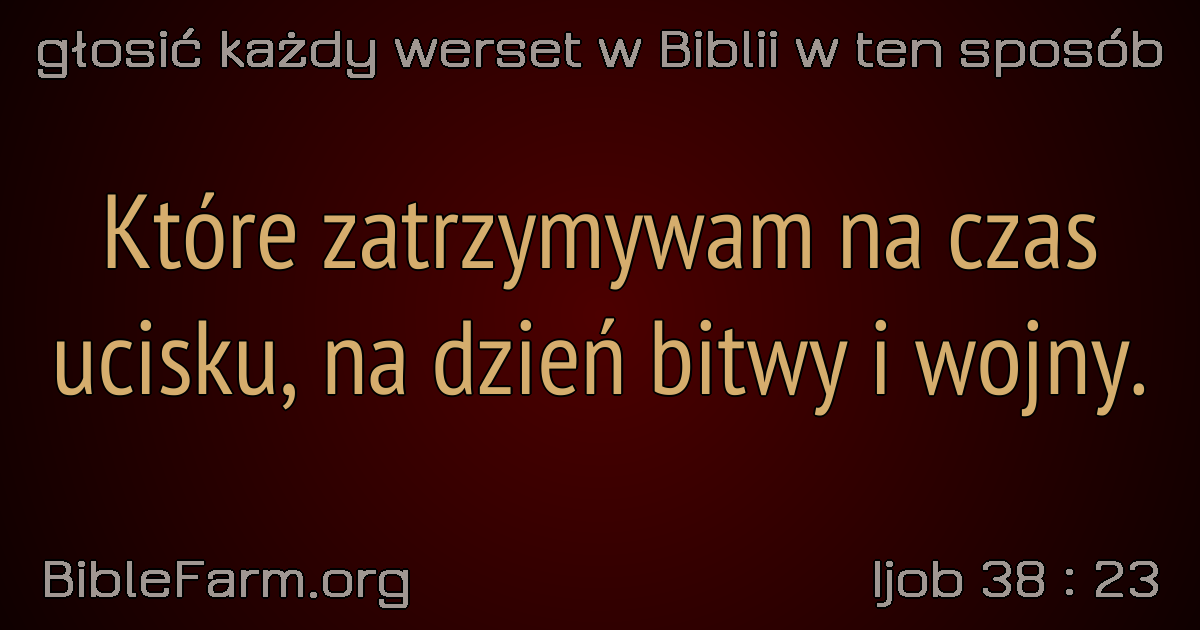 głosić każdy werset w Biblii w ten sposób
Które zatrzymywam na czas
ucisku, na dzień bitwy i wojny.
BibleFarm.org
Ijob 38 : 23